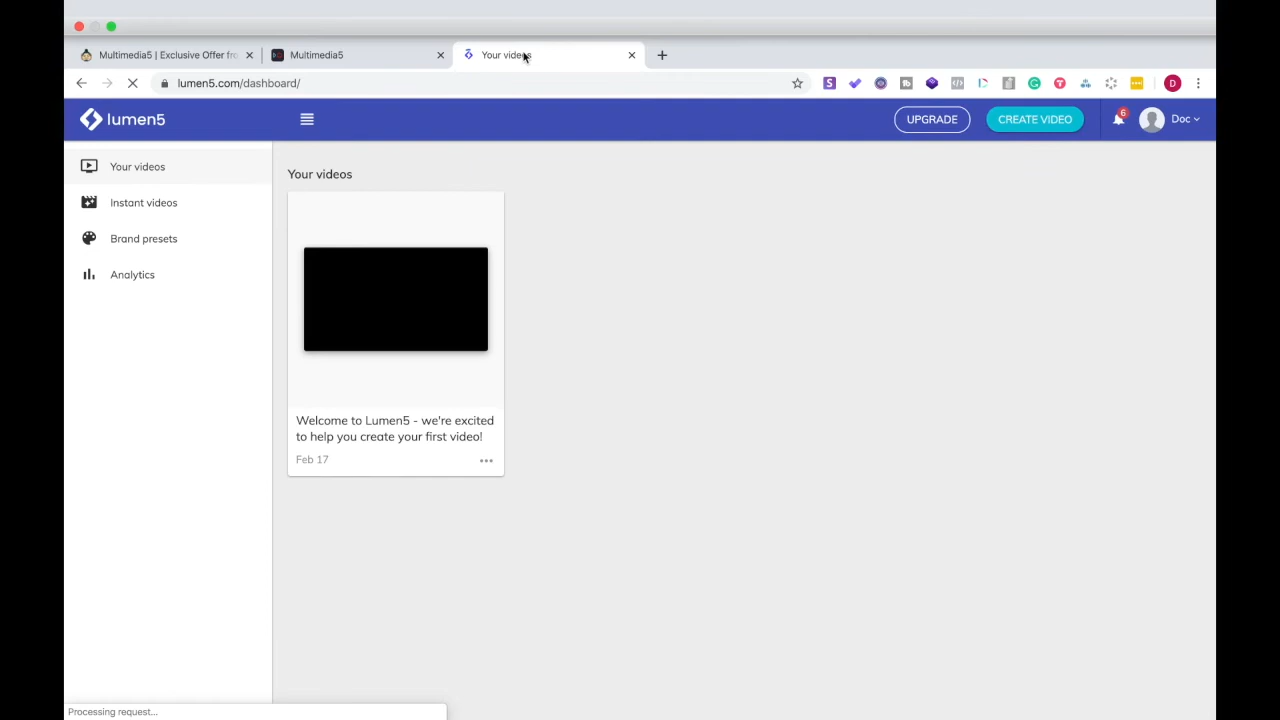 Multimedia5 | Exclusive Offer fro
Multimedia5
Your videos
lumen5.com/dashboard/
D
lumen5
UPGRADE
CREATE VIDEO
6
Doc
Your videos
Instant videos
Brand presets
Analytics
Your videos
Welcome to Lumen5 - we're excited
to help you create your first video!
Feb 17
Processing request...